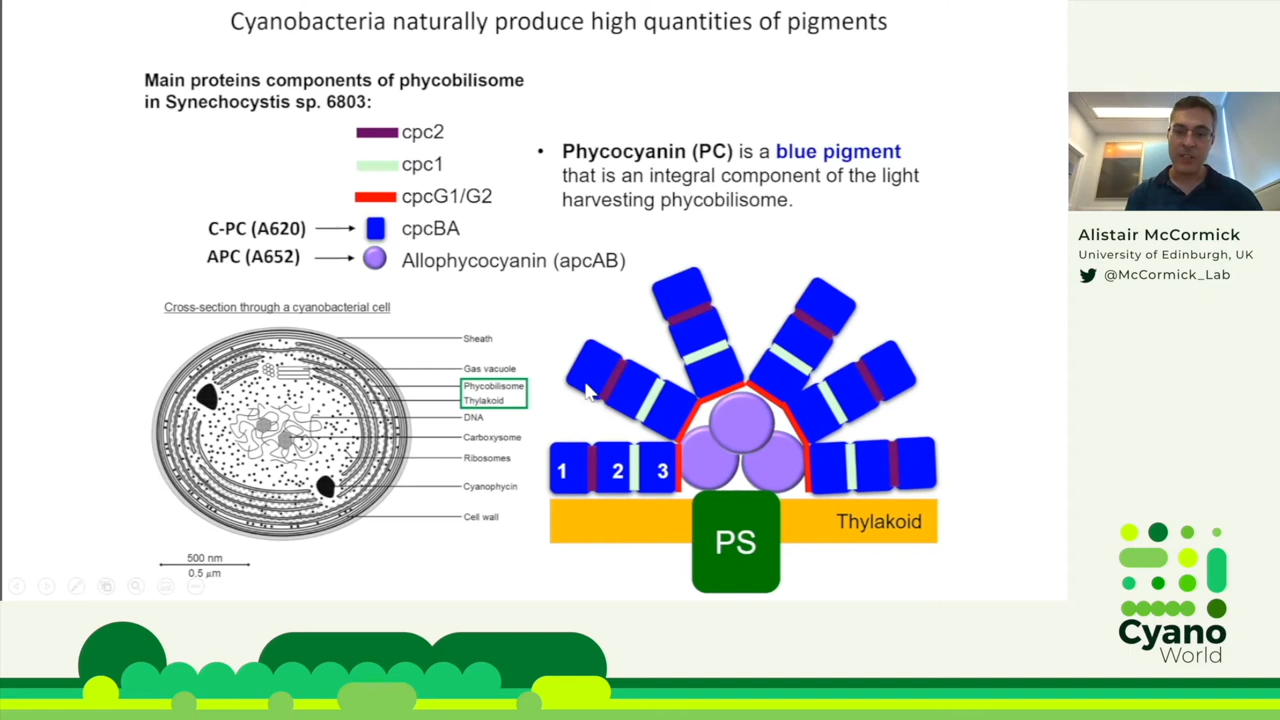 Cyanobacteria naturally produce high quantities of pigments
Main proteins components of phycobilisome
in Synechocystis sp. 6803:
cpc2
cpc1
cpcG1/G2
C-PC (A620)
cpcBA
APC (A652)
Allophycocyanin (apcAB)
• Phycocyanin (PC) is a blue pigment
that is an integral component of the light
harvesting phycobilisome.
Cross-section through a cyanobacterial cell
Sheath
Gas vacuole
Phycobilisome
Thylakoid
DNA
Carboxysome
Ribosomes
Cyanophycin
Cell wall
500 nm
0.5 μm
1 2 3
Thylakoid
PS
Alistair McCormick
University of Edinburgh, UK
@McCormick_Lab
Cyano
World